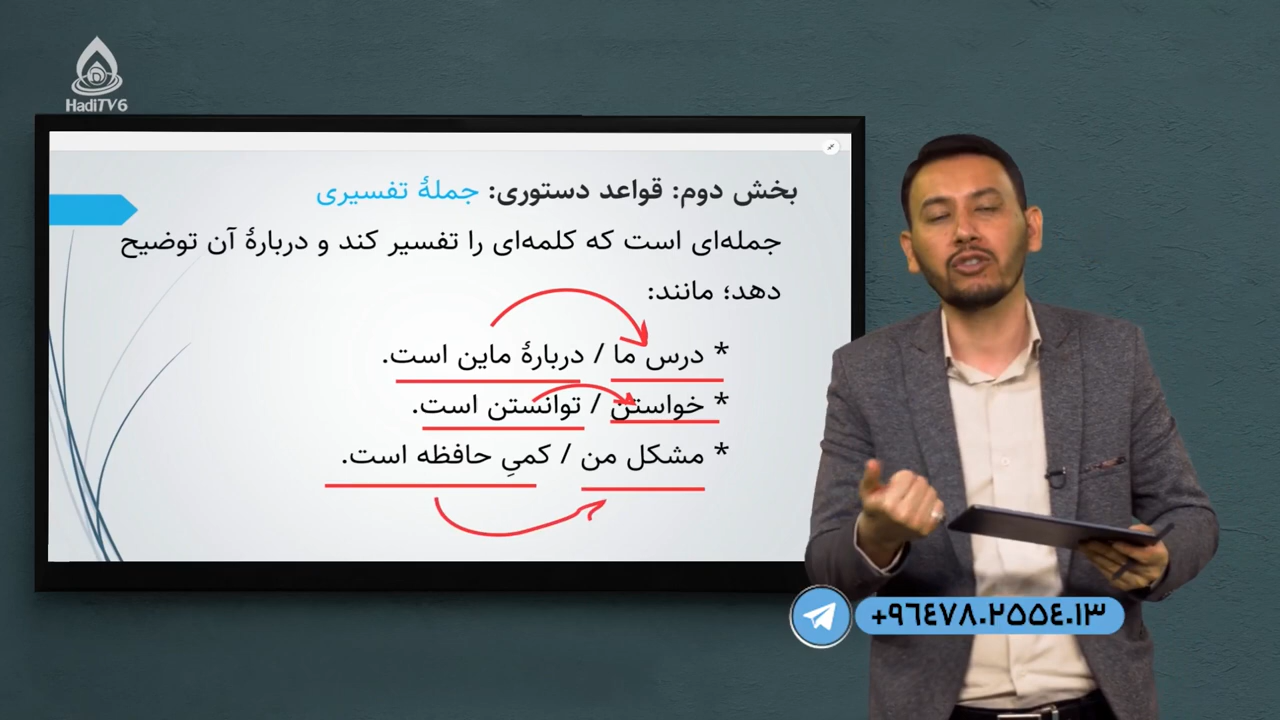 HadiTV6
بخش دوم: قواعد دستوری: جملهٔ تفسیری
جمله‌ای است که کلمه‌ای را تفسیر کند و دربارهٔ آن توضیح
دهد؛ مانند:
* درس ما / دربارهٔ ماین است.
* خواستن / توانستن است.
* مشکل من / کمیِ حافظه است.
+۹٦٤٧٨٠٢٥٥٤٠١٣